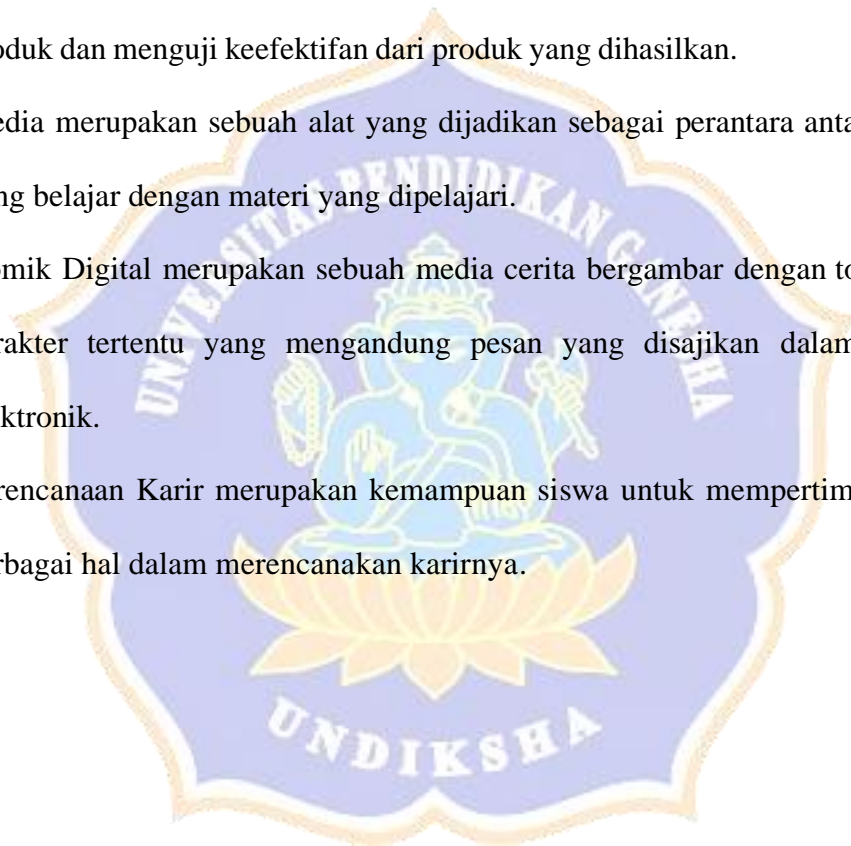 oduk dan menguji keefektifan dari produk yang dihasilkan.
edia merupakan sebuah alat yang dijadikan sebagai perantara anta
ng belajar dengan materi yang dipelajari.
omik Digital merupakan sebuah media cerita bergambar dengan to
rakter tertentu yang mengandung pesan yang disajikan dalam
ktronik.
rencanaan Karir merupakan kemampuan siswa untuk mempertim
rbagai hal dalam merencanakan karirnya.
UNIVERSITAS PENDIDIKAN GANESHA
UNDIKSHA